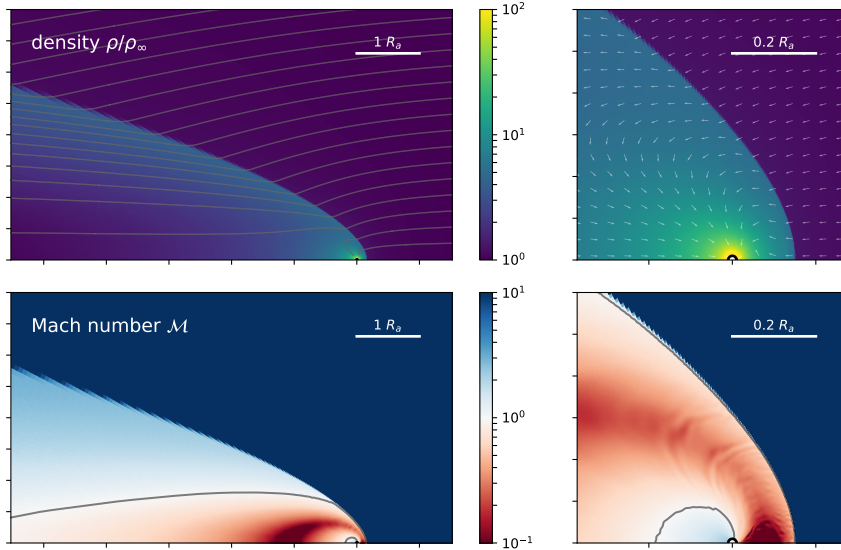 density ρ/ρ∞
1 Rₐ
10²
10¹
10⁰
0.2 Rₐ
Mach number ℳ
1 Rₐ
10¹
10⁰
10⁻¹
0.2 Rₐ